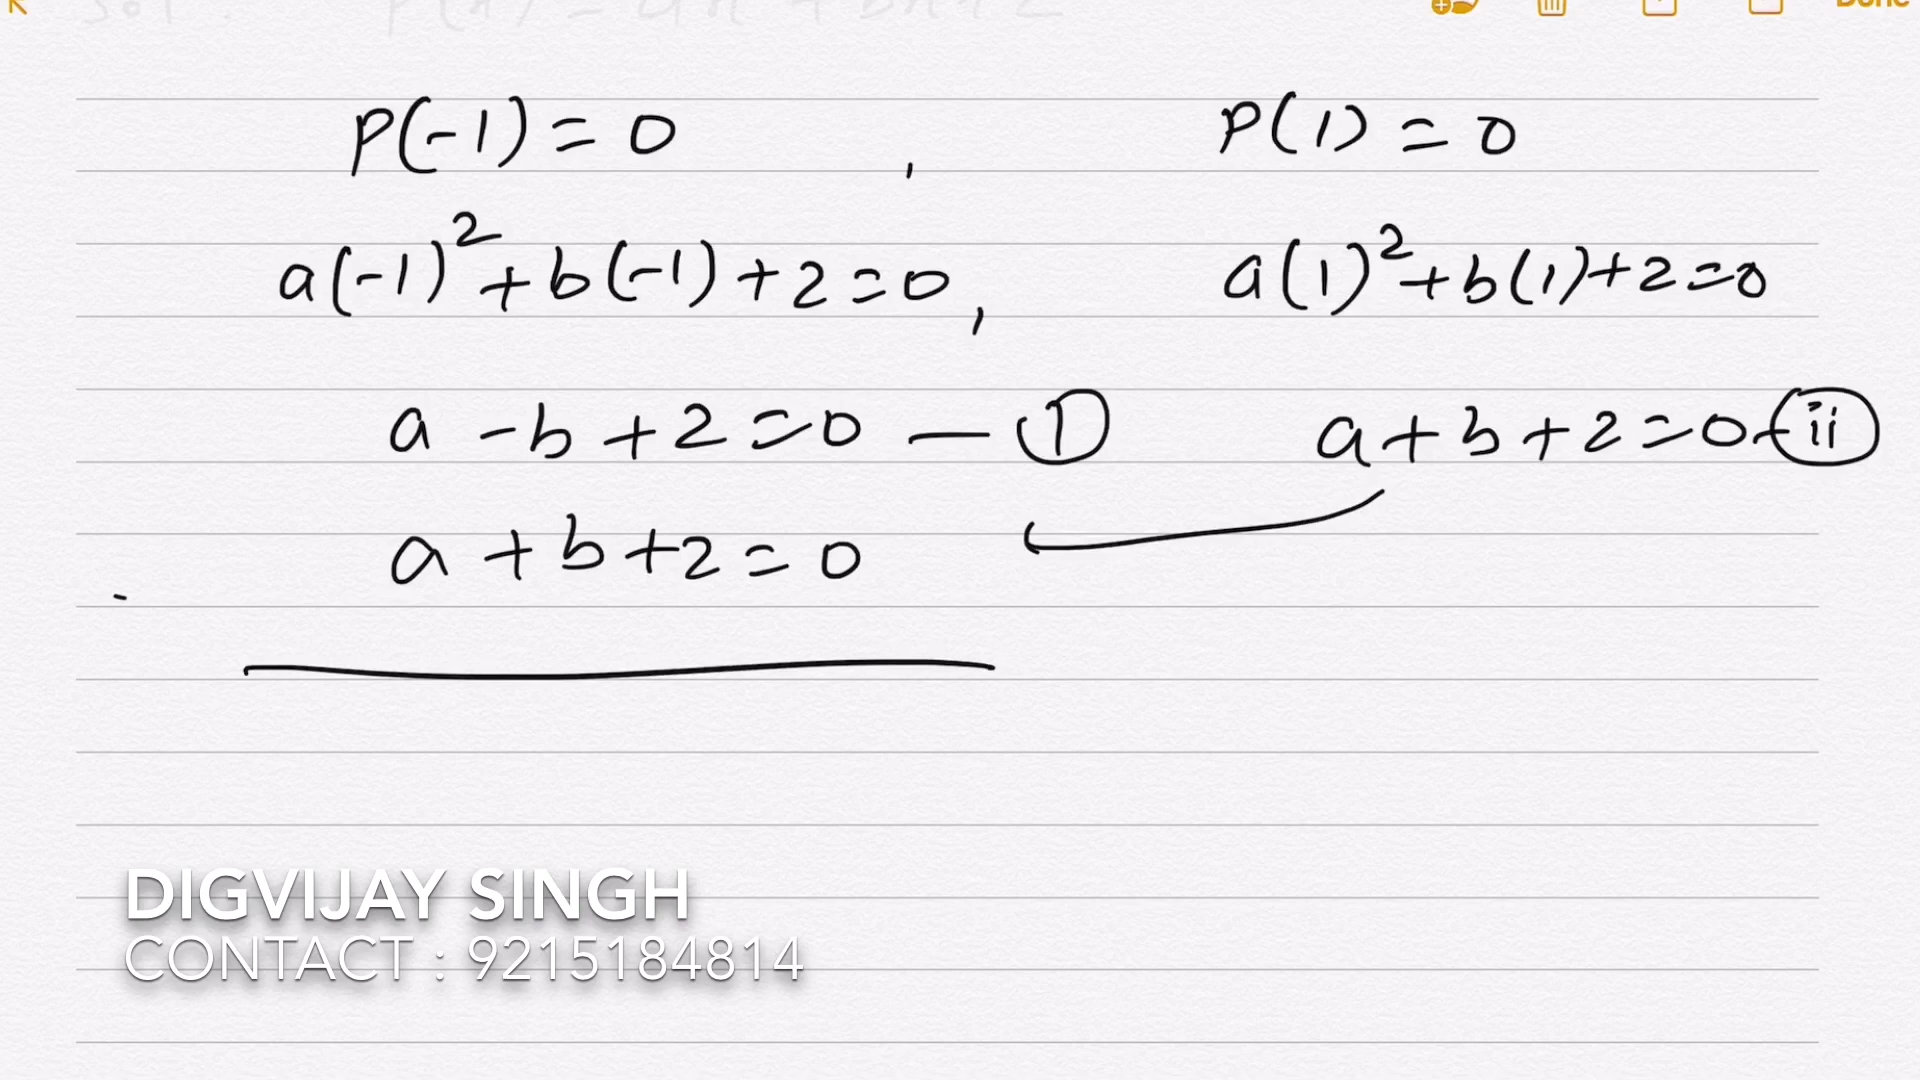 P(-1) = 0 , P(1) = 0
a(-1)²+b(-1)+2=0, a(1)²+b(1)+2=0
a-b+2=0 — ① a+b+2=0-(ii)
a+b+2=0
DIGVIJAY SINGH
CONTACT : 9215184814